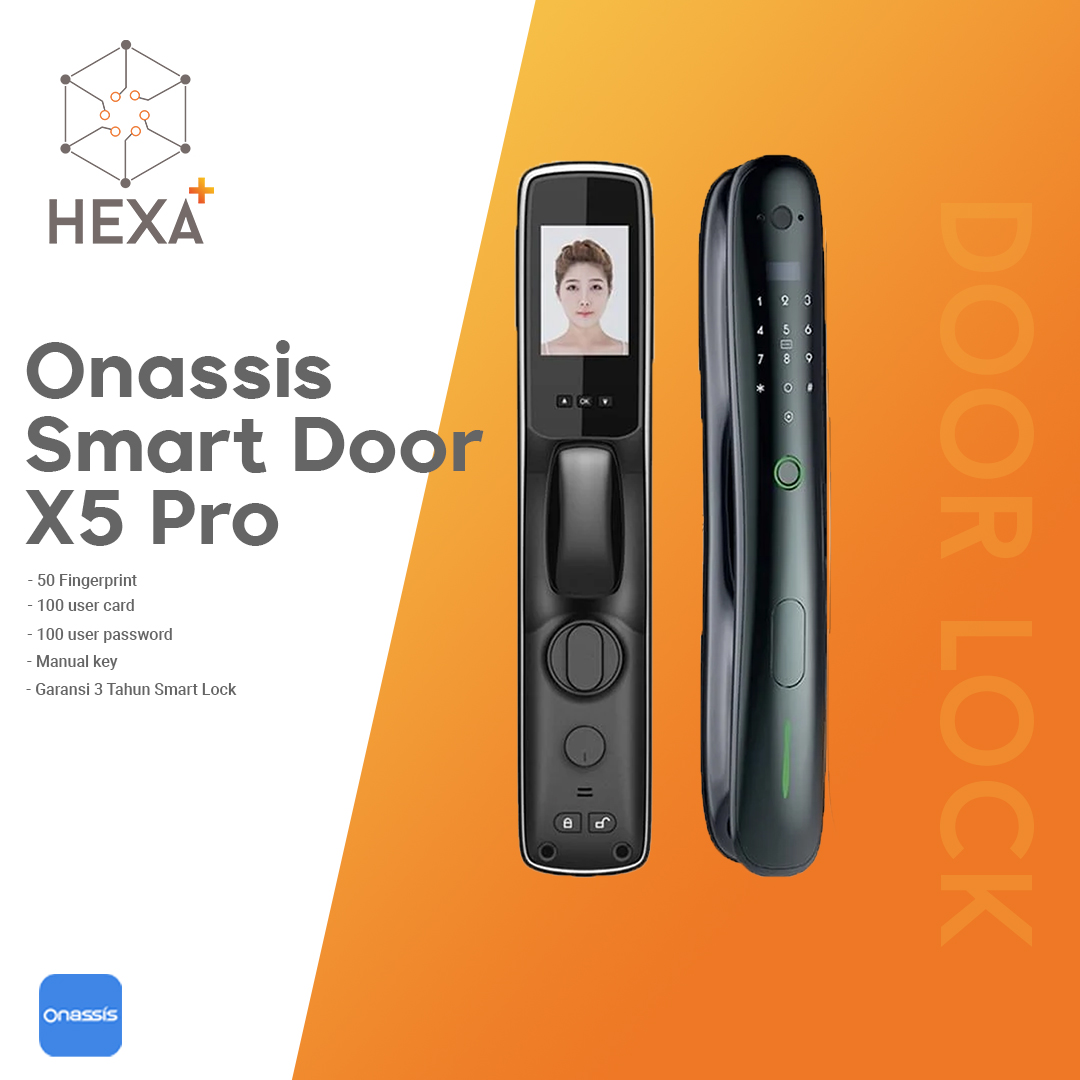 HEXA+
Onassis
Smart Door
X5 Pro
- 50 Fingerprint
- 100 user card
- 100 user password
- Manual key
- Garansi 3 Tahun Smart Lock
Onassis
OK
1 2 3
4 5 6
7 8 9
* 0 #
DOOR LOCK